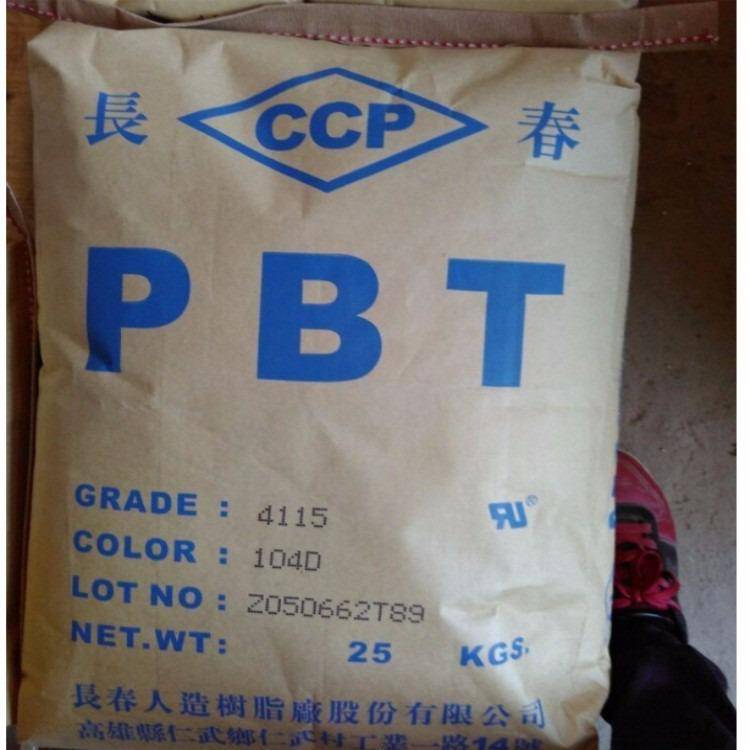 長 CCP 春
PBT
GRADE : 4115
COLOR : 104D
LOT NO : Z050662T89
NET.WT: 25 KGS.
長春人造樹脂廠股份有限公司
高雄縣仁武鄉仁武村工業一路14號